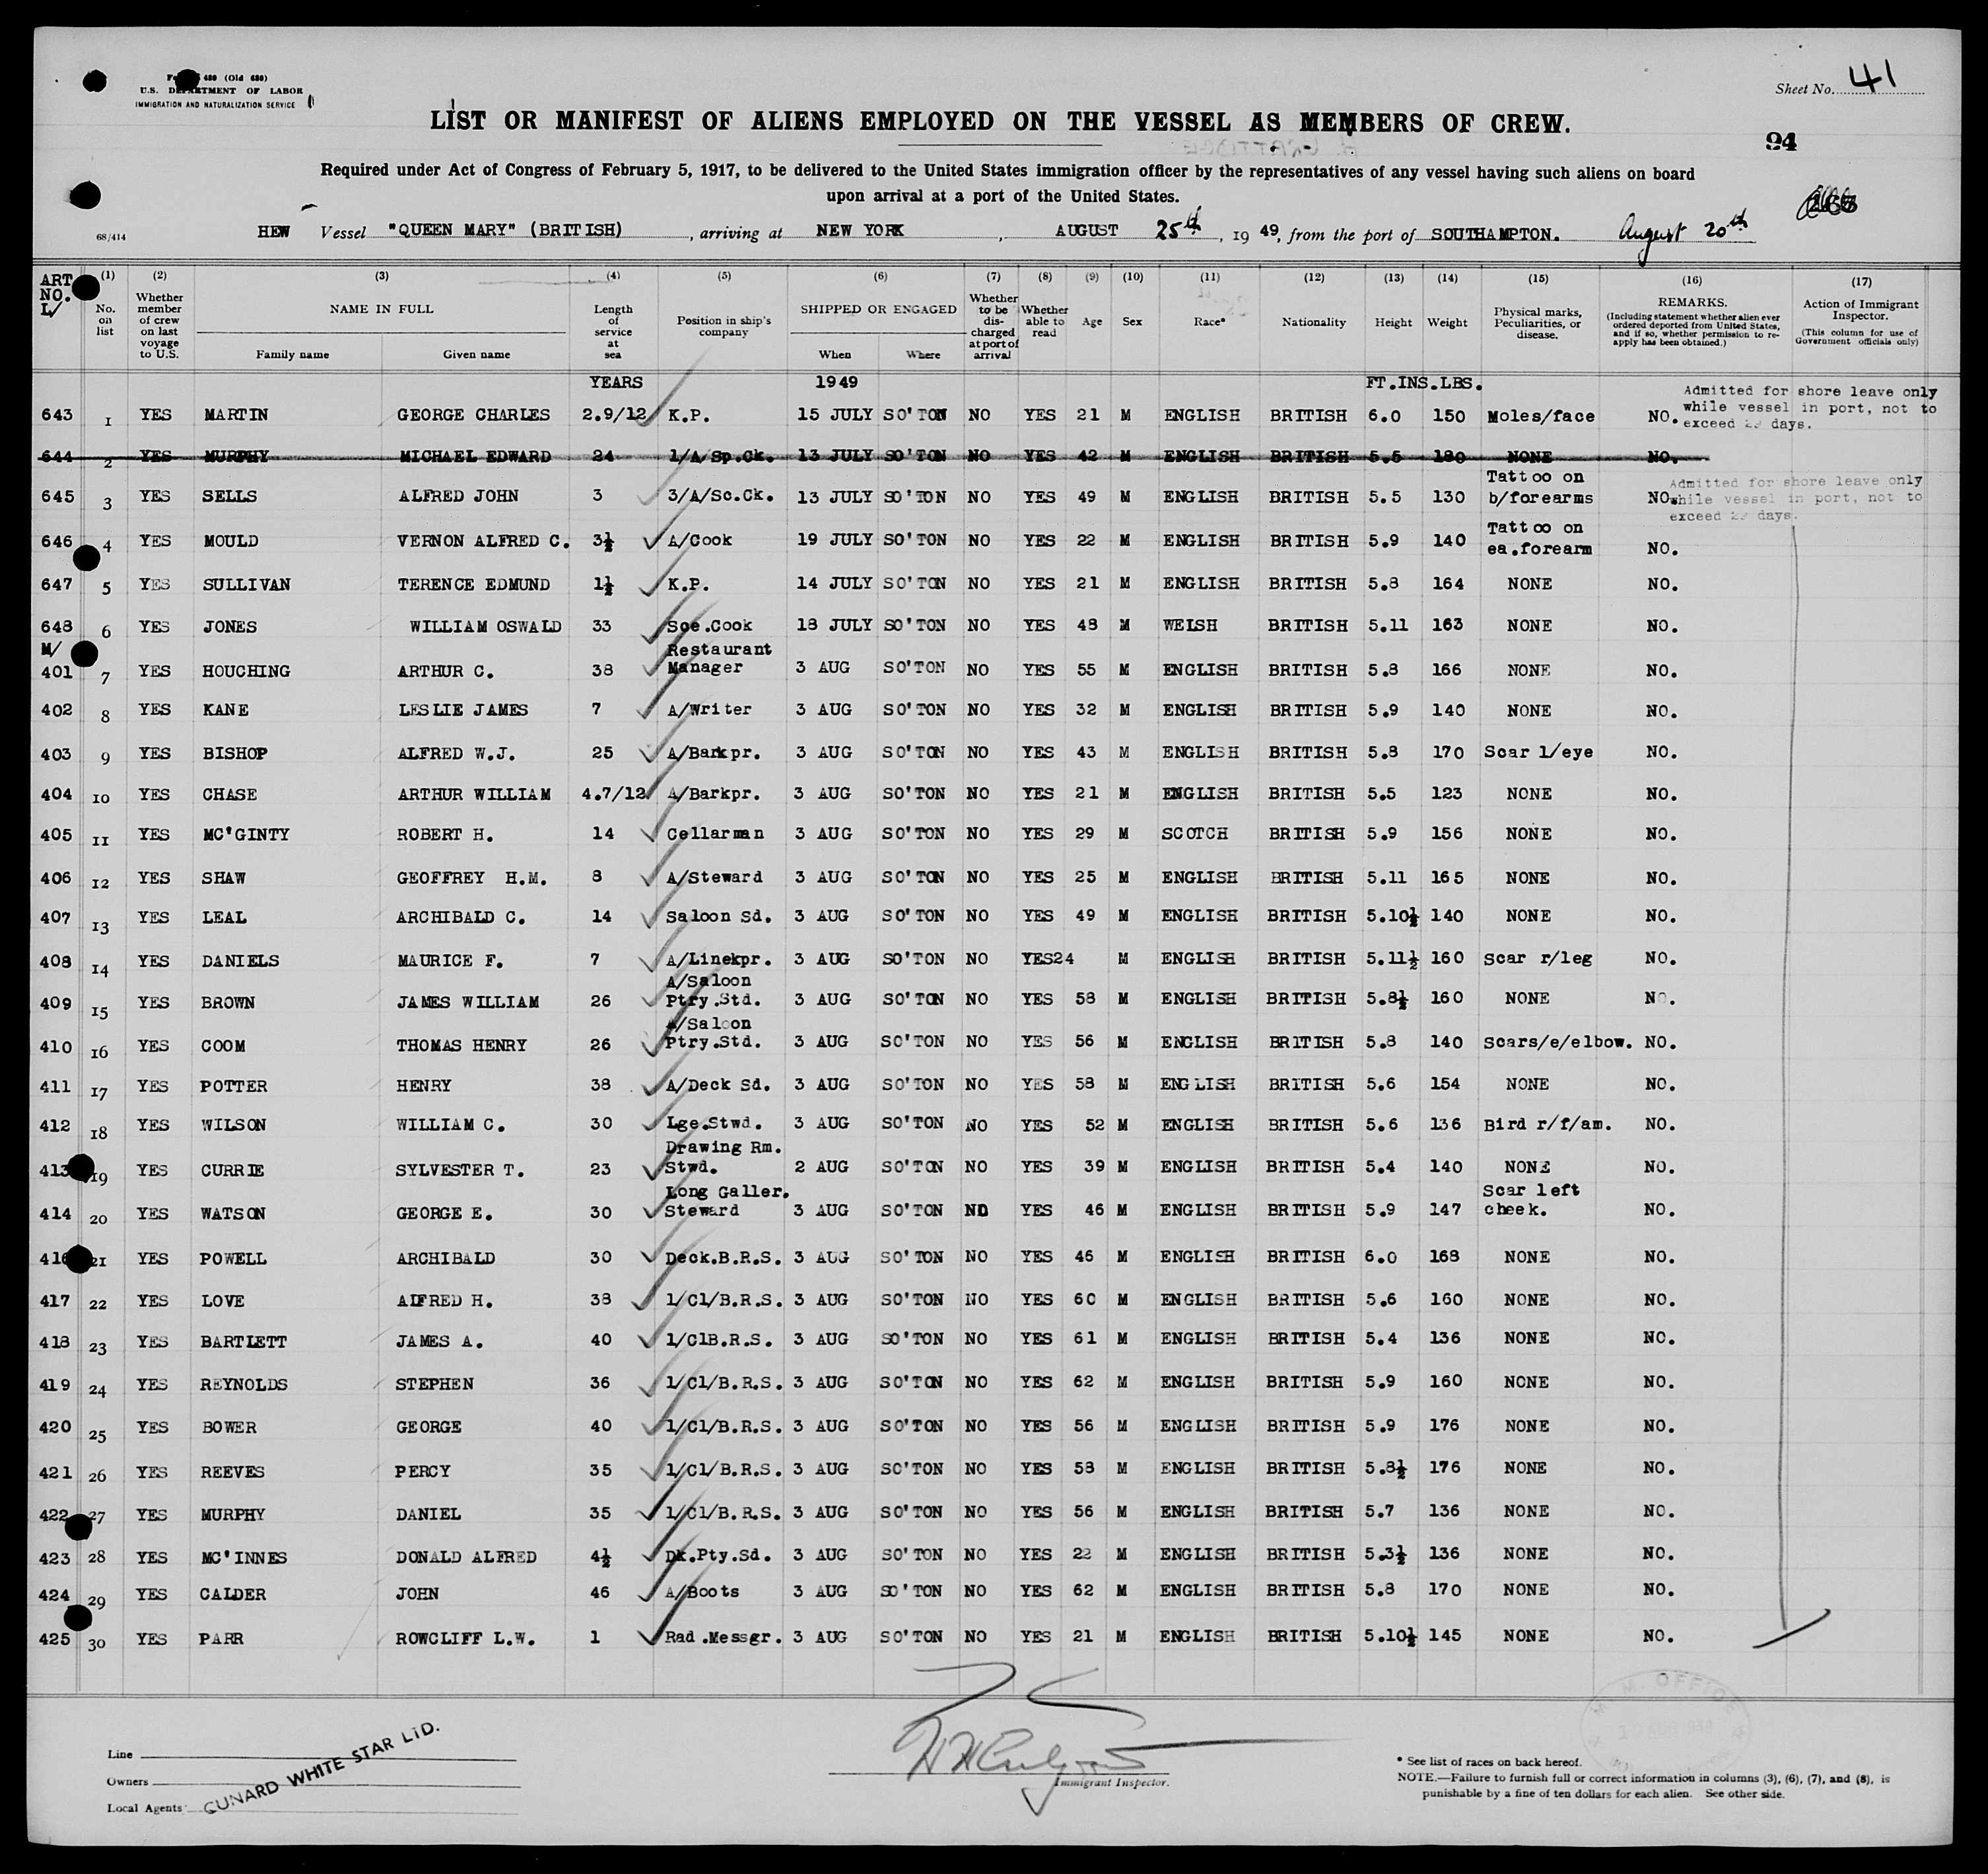 Form 489 (Old 689)
U.S. DEPARTMENT OF LABOR
IMMIGRATION AND NATURALIZATION SERVICE
Sheet No. 41
LIST OR MANIFEST OF ALIENS EMPLOYED ON THE VESSEL AS MEMBERS OF CREW.
94
Required under Act of Congress of February 5, 1917, to be delivered to the United States immigration officer by the representatives of any vessel having such aliens on board
upon arrival at a port of the United States.
68/414 HEW Vessel "QUEEN MARY" (BRITISH), arriving at NEW YORK, AUGUST 25th, 19 49, from the port of SOUTHAMPTON. August 20th
ART NO. L/ (1) No. on list (2) Whether member of crew on last voyage to U.S. (3) NAME IN FULL Family name Given name (4) Length of service at sea (5) Position in ship's company (6) SHIPPED OR ENGAGED When Where (7) Whether to be discharged at port of arrival (8) Whether able to read (9) Age (10) Sex (11) Race* (12) Nationality (13) Height (14) Weight (15) Physical marks, Peculiarities, or disease. (16) REMARKS. (Including statement whether alien ever ordered deported from United States, and if so, whether permission to re-apply has been obtained.) (17) Action of Immigrant Inspector. (This column for use of Government officials only)
YEARS 1949 FT.INS.LBS.
643 1 YES MARTIN GEORGE CHARLES 2.9/12 K.P. 15 JULY SO'TON NO YES 21 M ENGLISH BRITISH 6.0 150 Moles/face NO. Admitted for shore leave only while vessel in port, not to exceed 29 days.
644 2 YES MURPHY MICHAEL EDWARD 24 1/A/Sp.Ck. 13 JULY SO'TON NO YES 42 M ENGLISH BRITISH 5.5 180 NONE NO.
645 3 YES SELLS ALFRED JOHN 3 3/A/Sc.Ck. 13 JULY SO'TON NO YES 49 M ENGLISH BRITISH 5.5 130 Tattoo on b/forearms NO. Admitted for shore leave only while vessel in port, not to exceed 29 days.
646 4 YES MOULD VERNON ALFRED C. 3½ A/Cook 19 JULY SO'TON NO YES 22 M ENGLISH BRITISH 5.9 140 Tattoo on ea.forearm NO.
647 5 YES SULLIVAN TERENCE EDMUND 1½ K.P. 14 JULY SO'TON NO YES 21 M ENGLISH BRITISH 5.8 164 NONE NO.
648 6 YES JONES WILLIAM OSWALD 33 Sce.Cook 18 JULY SO'TON NO YES 48 M WELSH BRITISH 5.11 163 NONE NO.
M/
401 7 YES HOUCHING ARTHUR C. 38 Restaurant Manager 3 AUG SO'TON NO YES 55 M ENGLISH BRITISH 5.8 166 NONE NO.
402 8 YES KANE LESLIE JAMES 7 A/Writer 3 AUG SO'TON NO YES 32 M ENGLISH BRITISH 5.9 140 NONE NO.
403 9 YES BISHOP ALFRED W.J. 25 A/Barkpr. 3 AUG SO'TON NO YES 43 M ENGLISH BRITISH 5.8 170 Scar l/eye NO.
404 10 YES CHASE ARTHUR WILLIAM 4.7/12 A/Barkpr. 3 AUG SO'TON NO YES 21 M ENGLISH BRITISH 5.5 123 NONE NO.
405 11 YES MC'GINTY ROBERT H. 14 Cellarman 3 AUG SO'TON NO YES 29 M SCOTCH BRITISH 5.9 156 NONE NO.
406 12 YES SHAW GEOFFREY H.M. 8 A/Steward 3 AUG SO'TON NO YES 25 M ENGLISH BRITISH 5.11 165 NONE NO.
407 13 YES LEAL ARCHIBALD C. 14 Saloon Sd. 3 AUG SO'TON NO YES 49 M ENGLISH BRITISH 5.10½ 140 NONE NO.
408 14 YES DANIELS MAURICE F. 7 A/Linekpr. 3 AUG SO'TON NO YES24 M ENGLISH BRITISH 5.11½ 160 Scar r/leg NO.
409 15 YES BROWN JAMES WILLIAM 26 A/Saloon Ptry.Std. 3 AUG SO'TON NO YES 58 M ENGLISH BRITISH 5.8½ 160 NONE NO.
410 16 YES COOM THOMAS HENRY 26 A/Saloon Ptry.Std. 3 AUG SO'TON NO YES 56 M ENGLISH BRITISH 5.8 140 Scars/e/elbow. NO.
411 17 YES POTTER HENRY 38 A/Deck Sd. 3 AUG SO'TON NO YES 58 M ENGLISH BRITISH 5.6 154 NONE NO.
412 18 YES WILSON WILLIAM C. 30 Lge.Stwd. 3 AUG SO'TON NO YES 52 M ENGLISH BRITISH 5.6 136 Bird r/f/am. NO.
413 19 YES CURRIE SYLVESTER T. 23 Drawing Rm. Stwd. 2 AUG SO'TON NO YES 39 M ENGLISH BRITISH 5.4 140 NONE NO.
414 20 YES WATSON GEORGE E. 30 Long Galler. Steward 3 AUG SO'TON NO YES 46 M ENGLISH BRITISH 5.9 147 Scar left cheek. NO.
416 21 YES POWELL ARCHIBALD 30 Deck.B.R.S. 3 AUG SO'TON NO YES 46 M ENGLISH BRITISH 6.0 168 NONE NO.
417 22 YES LOVE ALFRED H. 38 1/Cl/B.R.S. 3 AUG SO'TON NO YES 60 M ENGLISH BRITISH 5.6 160 NONE NO.
418 23 YES BARTLETT JAMES A. 40 1/ClB.R.S. 3 AUG SO'TON NO YES 61 M ENGLISH BRITISH 5.4 136 NONE NO.
419 24 YES REYNOLDS STEPHEN 36 1/Cl/B.R.S. 3 AUG SO'TON NO YES 62 M ENGLISH BRITISH 5.9 160 NONE NO.
420 25 YES BOWER GEORGE 40 1/Cl/B.R.S. 3 AUG SO'TON NO YES 56 M ENGLISH BRITISH 5.9 176 NONE NO.
421 26 YES REEVES PERCY 35 1/Cl/B.R.S. 3 AUG SO'TON NO YES 58 M ENGLISH BRITISH 5.8½ 176 NONE NO.
422 27 YES MURPHY DANIEL 35 1/Cl/B.R.S. 3 AUG SO'TON NO YES 56 M ENGLISH BRITISH 5.7 136 NONE NO.
423 28 YES MC'INNES DONALD ALFRED 4½ Dk.Pty.Sd. 3 AUG SO'TON NO YES 22 M ENGLISH BRITISH 5.3½ 136 NONE NO.
424 29 YES CALDER JOHN 46 A/Boots 3 AUG SO'TON NO YES 62 M ENGLISH BRITISH 5.8 170 NONE NO.
425 30 YES PARR ROWCLIFF L.W. 1 Rad.Messgr. 3 AUG SO'TON NO YES 21 M ENGLISH BRITISH 5.10½ 145 NONE NO.
M.M. OFFICE
Line
Owners
Local Agents
CUNARD WHITE STAR LTD.
Immigrant Inspector.
* See list of races on back hereof.
NOTE.—Failure to furnish full or correct information in columns (3), (6), (7), and (8), is
punishable by a fine of ten dollars for each alien. See other side.